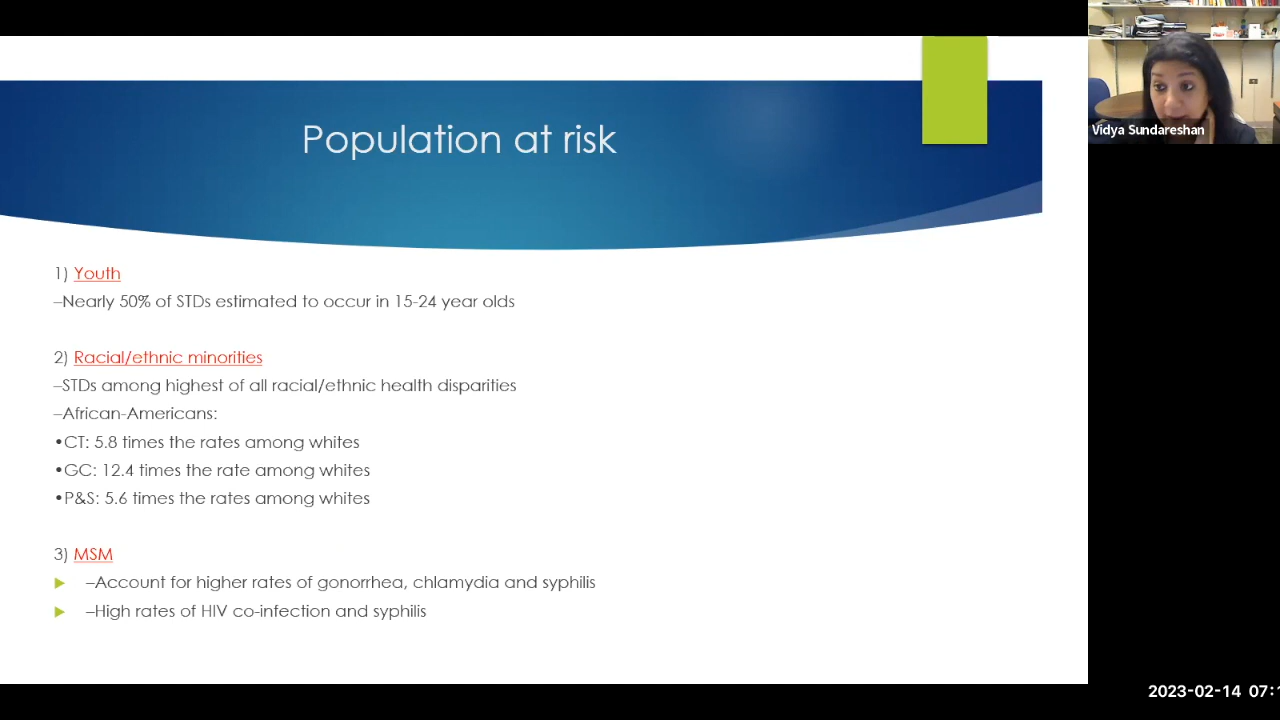 Population at risk
Vidya Sundareshan
1) Youth
–Nearly 50% of STDs estimated to occur in 15-24 year olds
2) Racial/ethnic minorities
–STDs among highest of all racial/ethnic health disparities
–African-Americans:
•CT: 5.8 times the rates among whites
•GC: 12.4 times the rate among whites
•P&S: 5.6 times the rates among whites
3) MSM
–Account for higher rates of gonorrhea, chlamydia and syphilis
–High rates of HIV co-infection and syphilis
2023-02-14